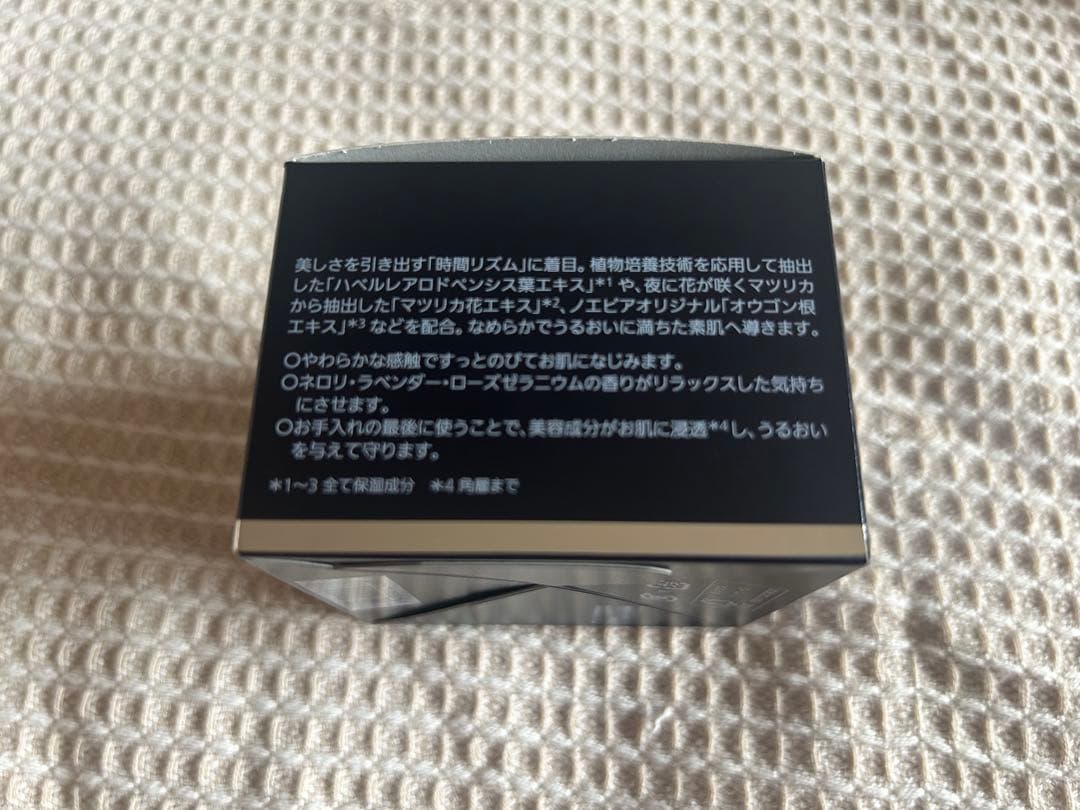 美しさを引き出す「時間リズム」に着目。植物培養技術を応用して抽出
した「ハベルレアロドペンシス葉エキス」*1 や、夜に花が咲くマツリカ
から抽出した「マツリカ花エキス」*2、ノエビアオリジナル「オウゴン根
エキス」*3 などを配合。なめらかでうるおいに満ちた素肌へ導きます。
○やわらかな感触ですっとのびてお肌になじみます。
○ネロリ・ラベンダー・ローズゼラニウムの香りがリラックスした気持ち
にさせます。
○お手入れの最後に使うことで、美容成分がお肌に浸透*4し、うるおい
を与えて守ります。
*1〜3 全て保湿成分 *4 角層まで